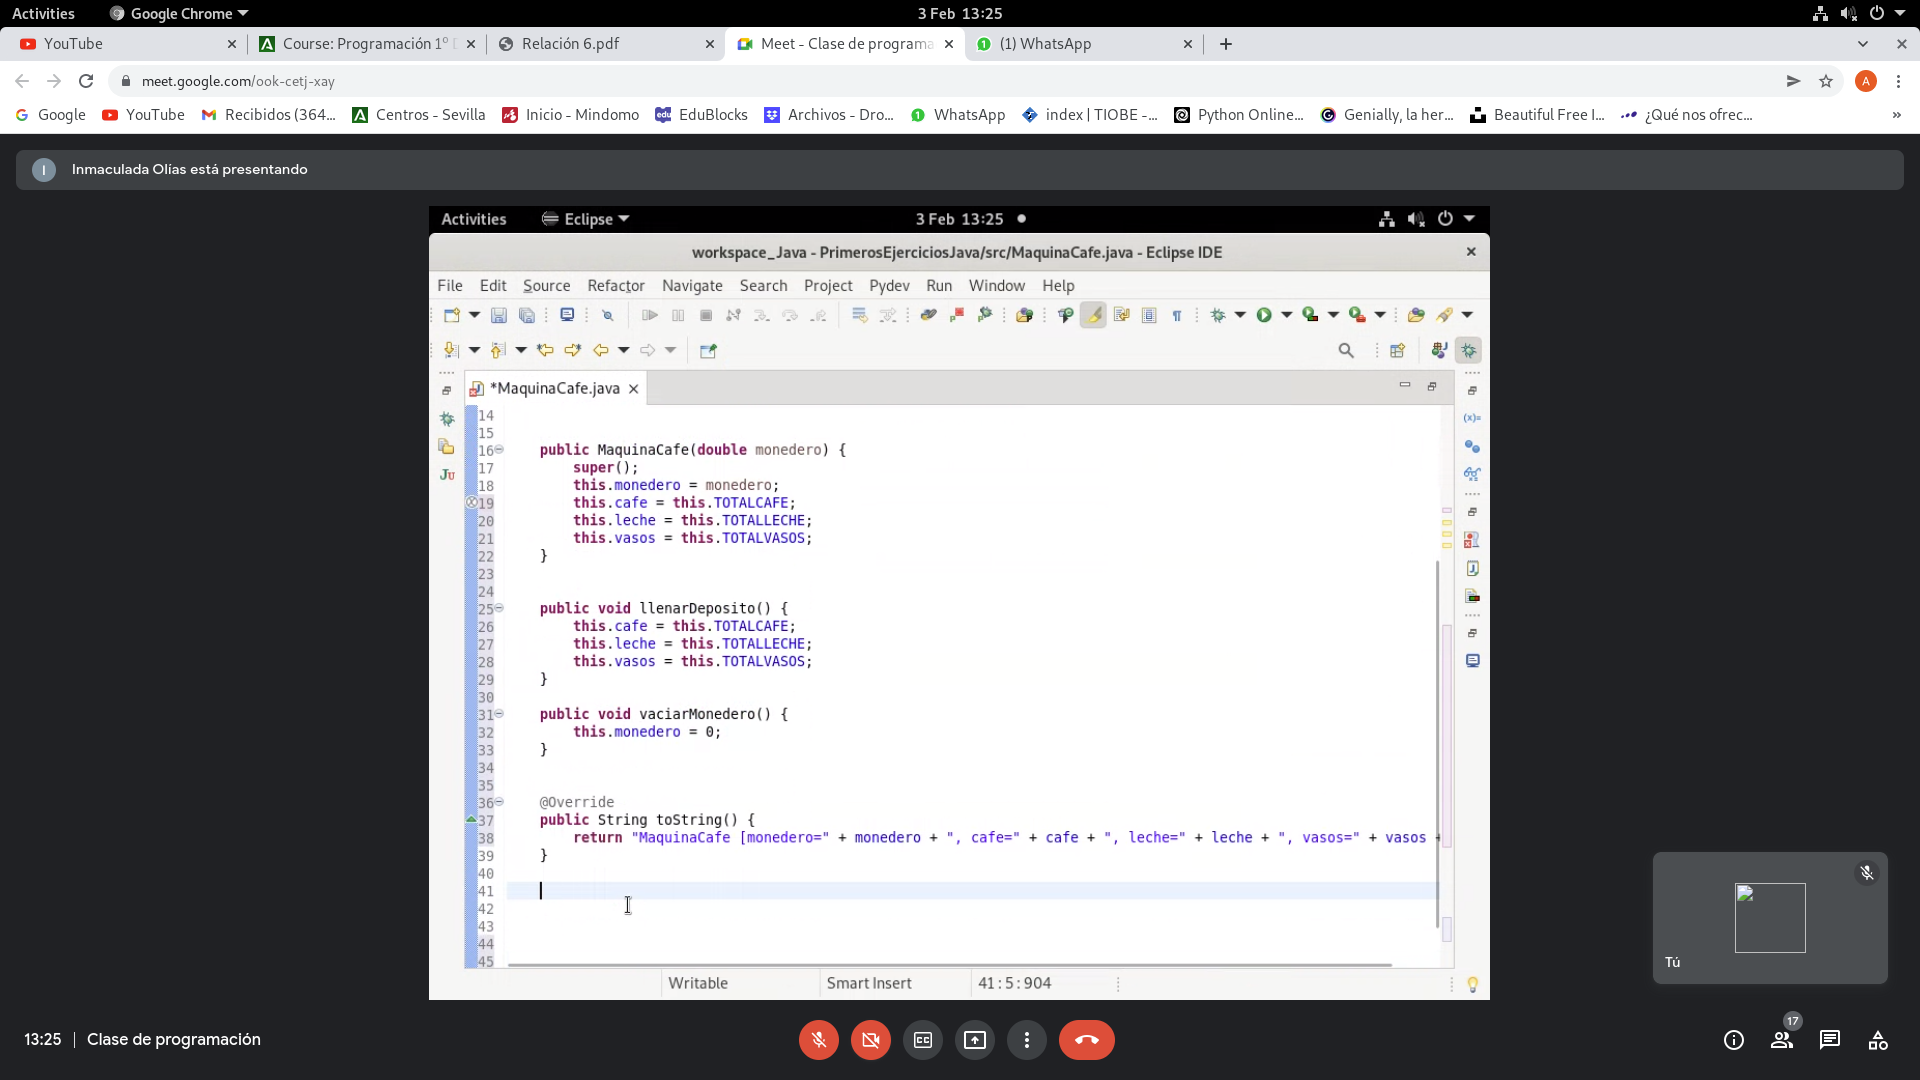 Activities Google Chrome 3 Feb 13:25
YouTube Course: Programación 1º D Relación 6.pdf Meet - Clase de programa (1) WhatsApp
meet.google.com/ook-cetj-xay A
Google YouTube Recibidos (364... Centros - Sevilla Inicio - Mindomo EduBlocks Archivos - Dro... WhatsApp index | TIOBE -... Python Online... Genially, la her... Beautiful Free I... ¿Qué nos ofrec... »
I Inmaculada Olías está presentando
Activities Eclipse 3 Feb 13:25
workspace_Java - PrimerosEjerciciosJava/src/MaquinaCafe.java - Eclipse IDE
File Edit Source Refactor Navigate Search Project Pydev Run Window Help
*MaquinaCafe.java
14
15
16 public MaquinaCafe(double monedero) {
17 super();
18 this.monedero = monedero;
19 this.cafe = this.TOTALCAFE;
20 this.leche = this.TOTALLECHE;
21 this.vasos = this.TOTALVASOS;
22 }
23
24
25 public void llenarDeposito() {
26 this.cafe = this.TOTALCAFE;
27 this.leche = this.TOTALLECHE;
28 this.vasos = this.TOTALVASOS;
29 }
30
31 public void vaciarMonedero() {
32 this.monedero = 0;
33 }
34
35
36 @Override
37 public String toString() {
38 return "MaquinaCafe [monedero=" + monedero + ", cafe=" + cafe + ", leche=" + leche + ", vasos=" + vasos +
39 }
40
41
42
43
44
45
Writable Smart Insert 41 : 5 : 904
Tú
13:25 | Clase de programación 17